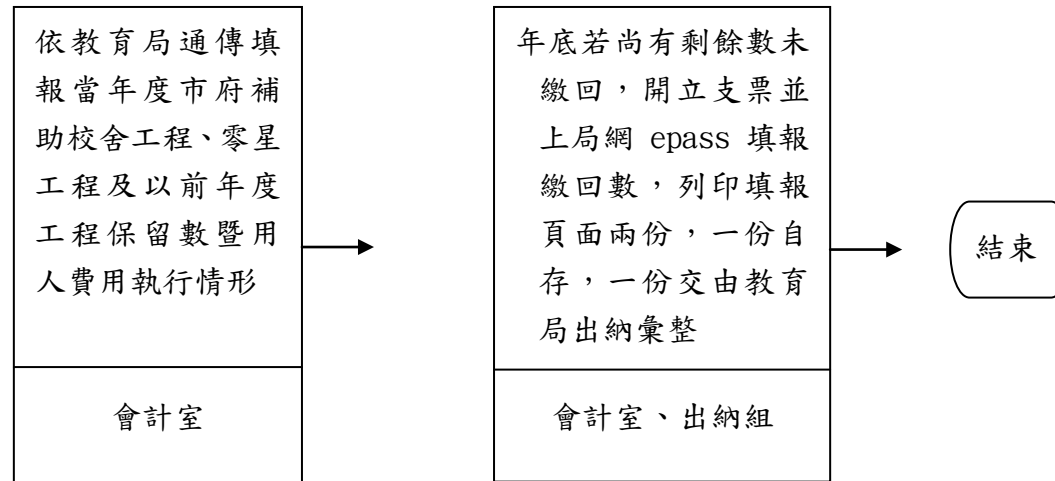 依教育局通傳填
報當年度市府補
助校舍工程、零星
工程及以前年度
工程保留數暨用
人費用執行情形
會計室
年底若尚有剩餘數未
繳回，開立支票並
上局網 epass 填報
繳回數，列印填報
頁面兩份，一份自
存，一份交由教育
局出納彙整
會計室、出納組
結束